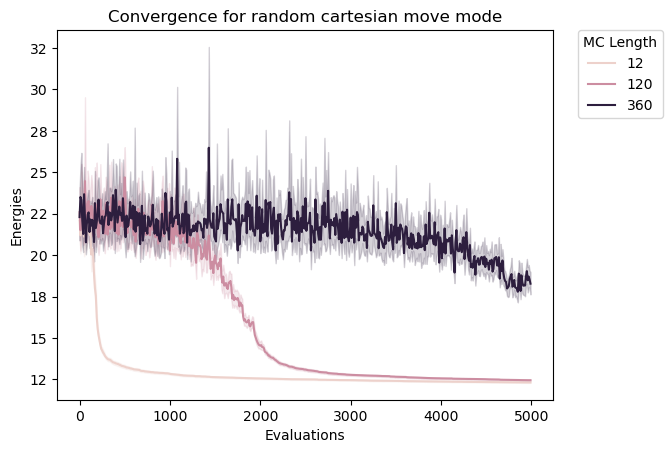 Convergence for random cartesian move mode
MC Length
12
120
360
Energies
32
30
28
25
22
20
18
15
12
0 1000 2000 3000 4000 5000
Evaluations